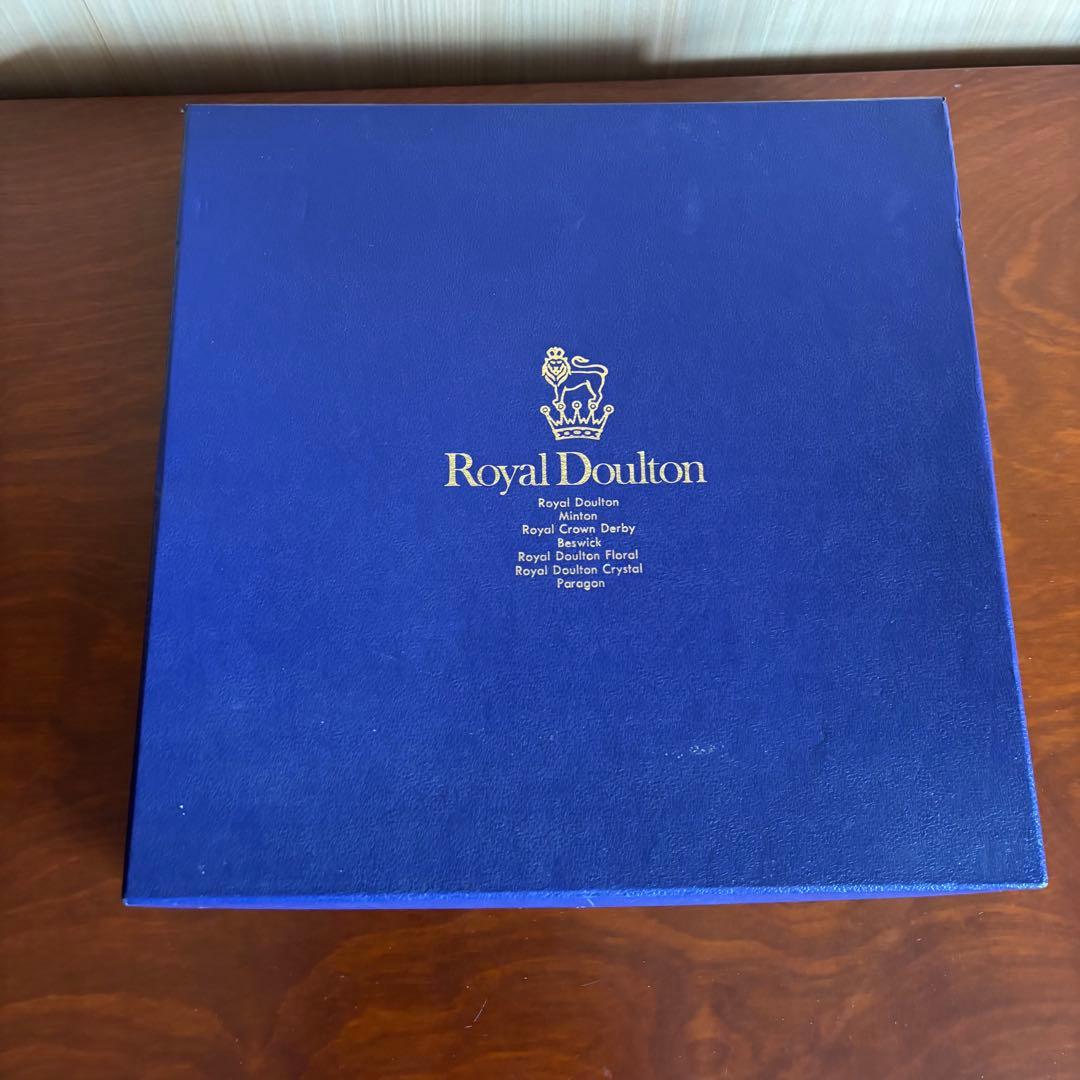 Royal Doulton
Royal Doulton
Minton
Royal Crown Derby
Beswick
Royal Doulton Floral
Royal Doulton Crystal
Paragon